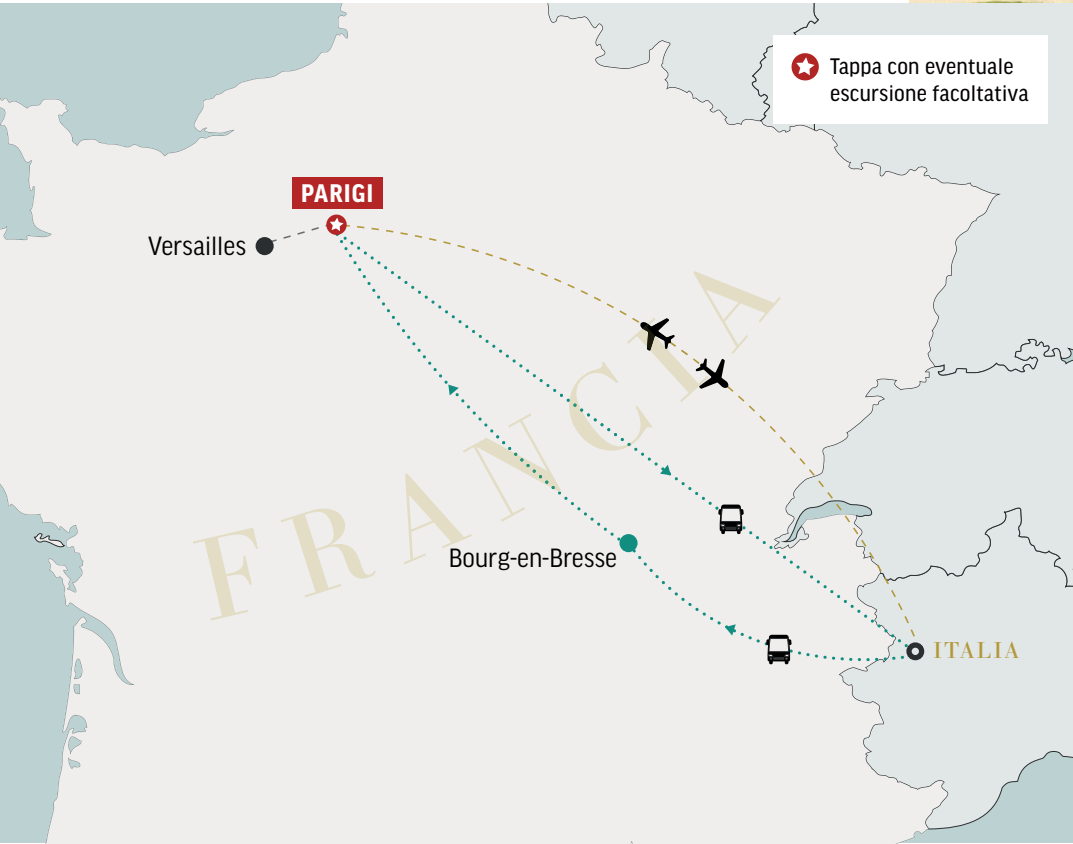 Tappa con eventuale
escursione facoltativa
PARIGI
Versailles
FRANCIA
Bourg-en-Bresse
ITALIA